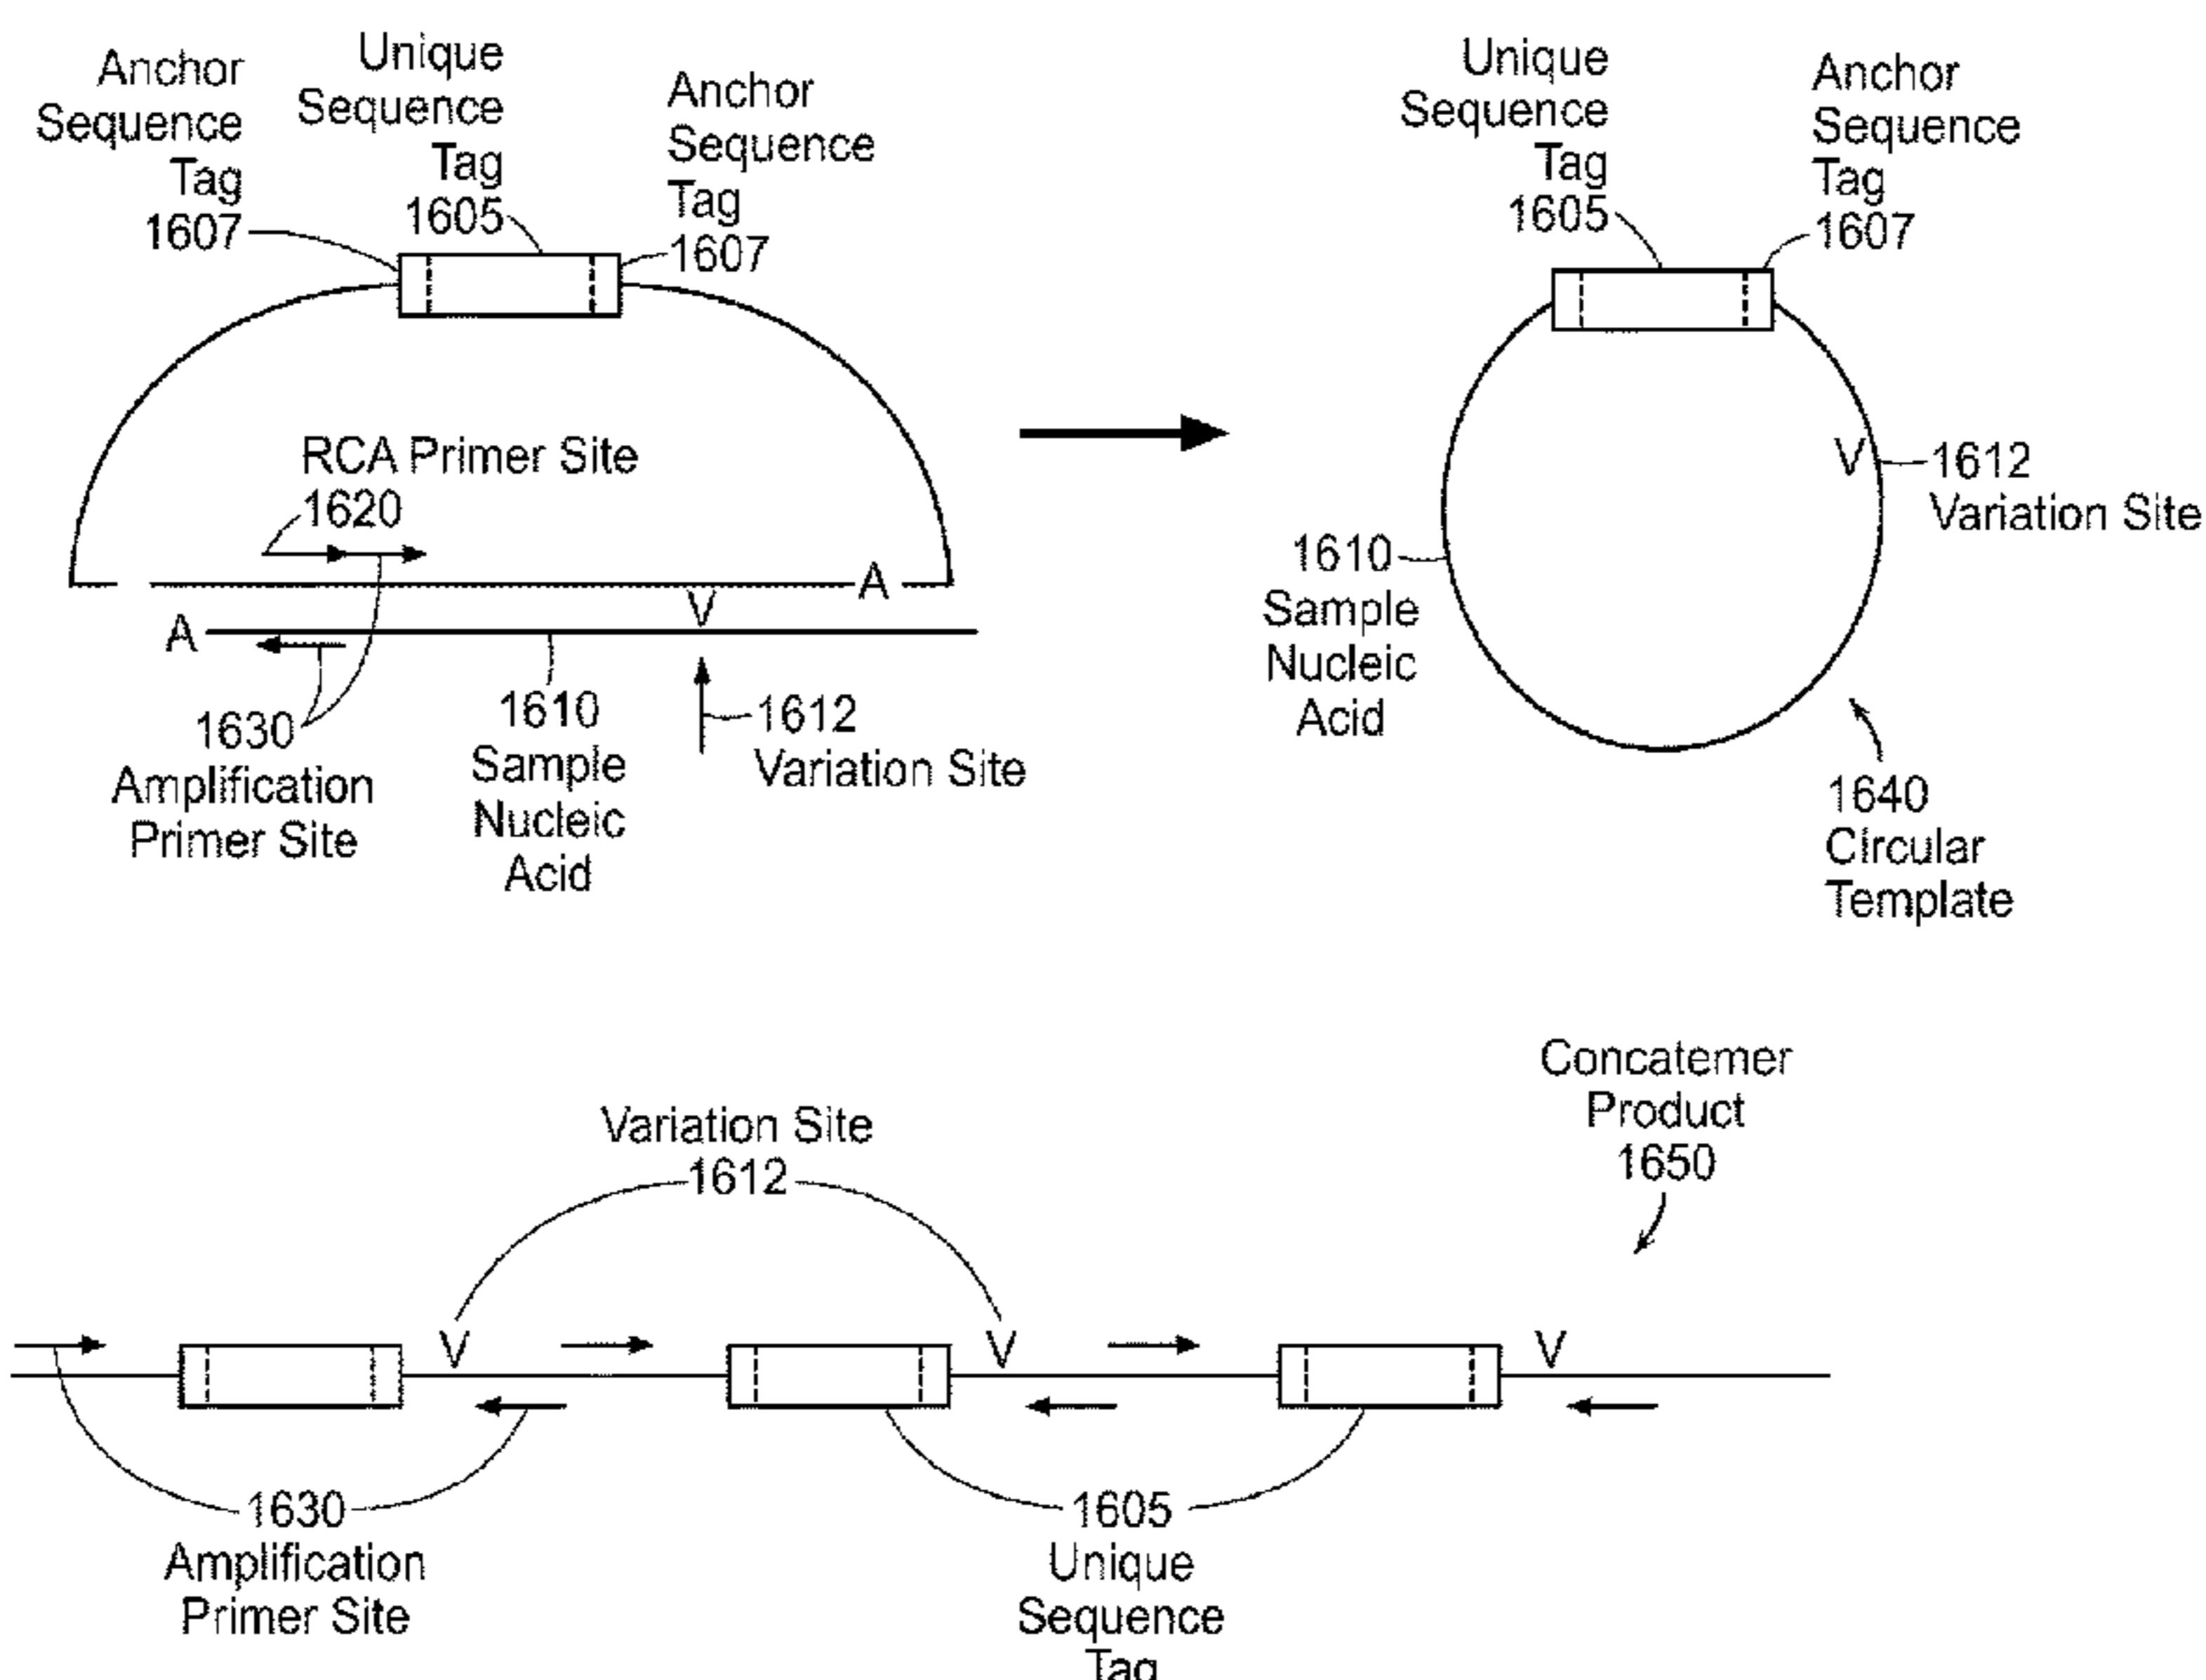 Anchor
Sequence
Tag
1607
Unique
Sequence
Tag
1605
Anchor
Sequence
Tag
1607
RCA Primer Site
1620
A
V
A
1630
Amplification
Primer Site
1610
Sample
Nucleic
Acid
1612
Variation Site
Unique
Sequence
Tag
1605
Anchor
Sequence
Tag
1607
V
1612
Variation Site
1610
Sample
Nucleic
Acid
1640
Circular
Template
Concatemer
Product
1650
Variation Site
1612
V
V
V
1630
Amplification
Primer Site
1605
Unique
Sequence
Tag